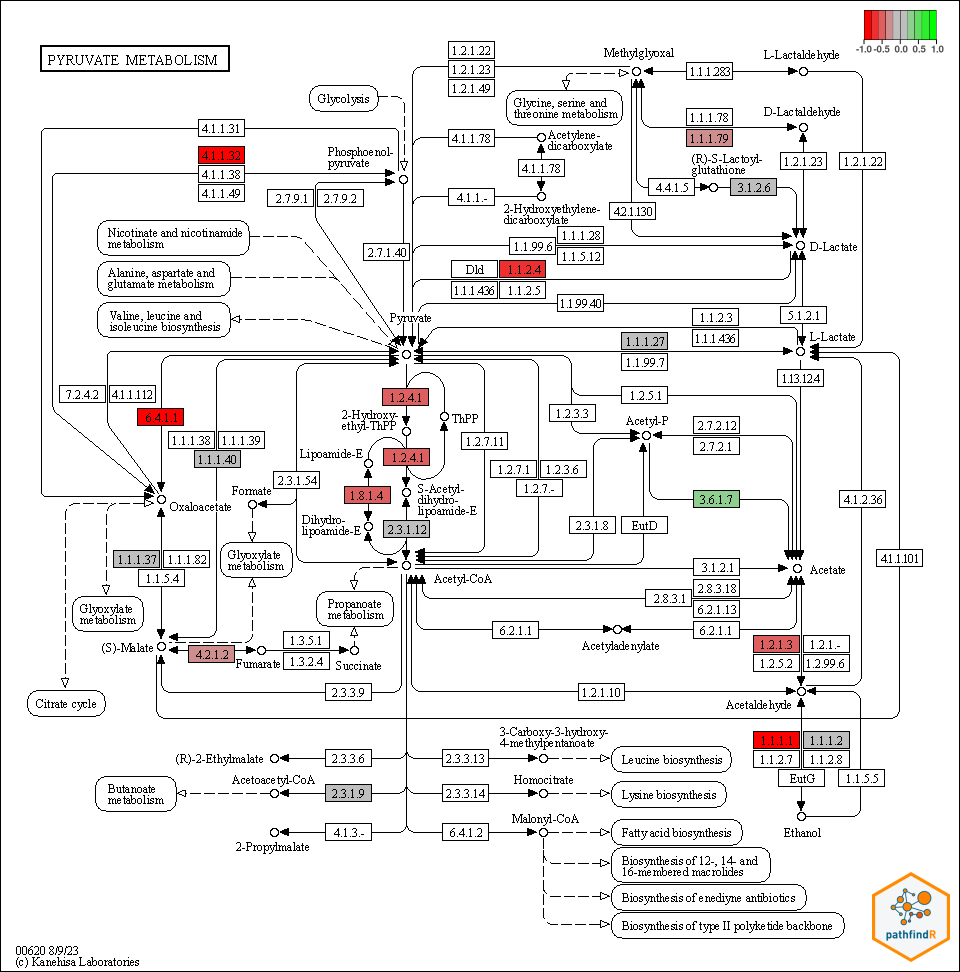 -1.0 -0.5 0.0 0.5 1.0
PYRUVATE METABOLISM
1.2.1.22
1.2.1.23
1.2.1.49
Methylglyoxal
1.1.1.283
L-Lactaldehyde
Glycolysis
Glycine, serine and
threonine metabolism
1.1.1.78
1.1.1.79
D-Lactaldehyde
4.1.1.31
4.1.1.32
4.1.1.38
4.1.1.49
Phosphoenol-
pyruvate
4.1.1.78
Acetylene-
dicarboxylate
4.1.1.78
(R)-S-Lactoyl-
glutathione
1.2.1.23
1.2.1.22
2.7.9.1
2.7.9.2
4.1.1.-
2-Hydroxyethylene-
dicarboxylate
4.4.1.5
3.1.2.6
4.2.1.130
Nicotinate and nicotinamide
metabolism
2.7.1.40
1.1.99.6
1.1.1.28
1.1.5.12
D-Lactate
Alanine, aspartate and
glutamate metabolism
Dld
1.1.2.4
1.1.1.436
1.1.2.5
1.1.99.40
Valine, leucine and
isoleucine biosynthesis
Pyruvate
1.1.2.3
1.1.1.436
5.1.2.1
L-Lactate
1.1.1.27
1.1.99.7
1.13.12.4
7.2.4.2
1.1.1.112
6.4.1.1
1.2.4.1
1.2.5.1
2-Hydroxy-
ethyl-ThPP
ThPP
1.2.3.3
Acetyl-P
2.7.2.12
2.7.2.1
1.1.1.38
1.1.1.39
1.1.1.40
Lipoamide-E
1.2.4.1
1.2.7.11
1.2.7.1
1.2.3.6
1.2.7.-
2.3.1.54
Formate
1.8.1.4
S-Acetyl-
dihydro-
lipoamide-E
3.6.1.7
4.1.2.36
Oxaloacetate
Dihydro-
lipoamide-E
2.3.1.12
2.3.1.8
EutD
Glyoxylate
metabolism
1.1.1.37
1.1.1.82
1.1.5.4
Acetyl-CoA
3.1.2.1
Acetate
4.1.1.101
Glyoxylate
metabolism
Propanoate
metabolism
2.8.3.1
2.8.3.18
6.2.1.13
(S)-Malate
4.2.1.2
Fumarate
1.3.5.1
1.3.2.4
Succinate
6.2.1.1
Acetyladenylate
6.2.1.1
1.2.1.3
1.2.1.-
1.2.5.2
1.2.99.6
Citrate cycle
2.3.3.9
1.2.1.10
Acetaldehyde
(R)-2-Ethylmalate
2.3.3.6
2.3.3.13
3-Carboxy-3-hydroxy-
4-methylpentanoate
Leucine biosynthesis
1.1.1.1
1.1.1.2
1.1.2.7
1.1.2.8
EutG
1.1.5.5
Butanoate
metabolism
Acetoacetyl-CoA
2.3.1.9
2.3.3.14
Homocitrate
Lysine biosynthesis
Ethanol
2-Propylmalate
4.1.3.-
6.4.1.2
Malonyl-CoA
Fatty acid biosynthesis
Biosynthesis of 12-, 14- and
16-membered macrolides
Biosynthesis of enediyne antibiotics
Biosynthesis of type II polyketide backbone
pathfindR
00620 8/9/23
(c) Kanehisa Laboratories